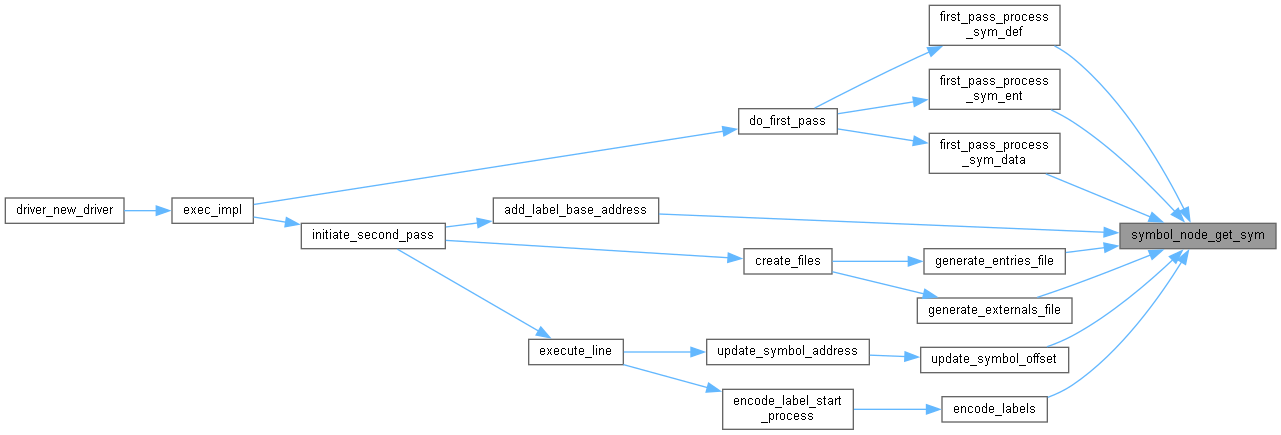 first_pass_process
_sym_def
first_pass_process
_sym_ent
do_first_pass
first_pass_process
_sym_data
driver_new_driver
exec_impl
add_label_base_address
initiate_second_pass
symbol_node_get_sym
create_files
generate_entries_file
generate_externals_file
execute_line
update_symbol_address
update_symbol_offset
encode_label_start
_process
encode_labels